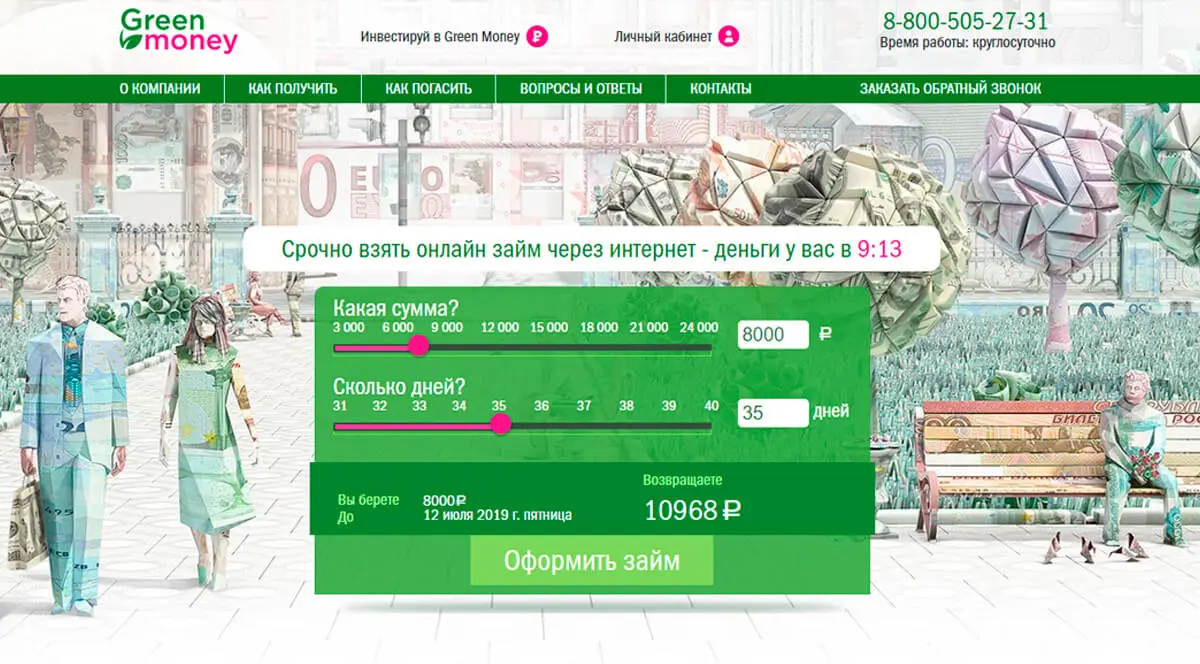 Green
money
Инвестируй в Green Money
Личный кабинет
8-800-505-27-31
Время работы: круглосуточно
О КОМПАНИИ
КАК ПОЛУЧИТЬ
КАК ПОГАСИТЬ
ВОПРОСЫ И ОТВЕТЫ
КОНТАКТЫ
ЗАКАЗАТЬ ОБРАТНЫЙ ЗВОНОК
0 EURO
Срочно взять онлайн займ через интернет - деньги у вас в 9:13
Какая сумма?
3 000 6 000 9 000 12 000 15 000 18 000 21 000 24 000
8000 ₽
Сколько дней?
31 32 33 34 35 36 37 38 39 40
35 дней
Вы берете 8000₽
До 12 июля 2019 г. пятница
Возвращаете
10968 ₽
Оформить займ